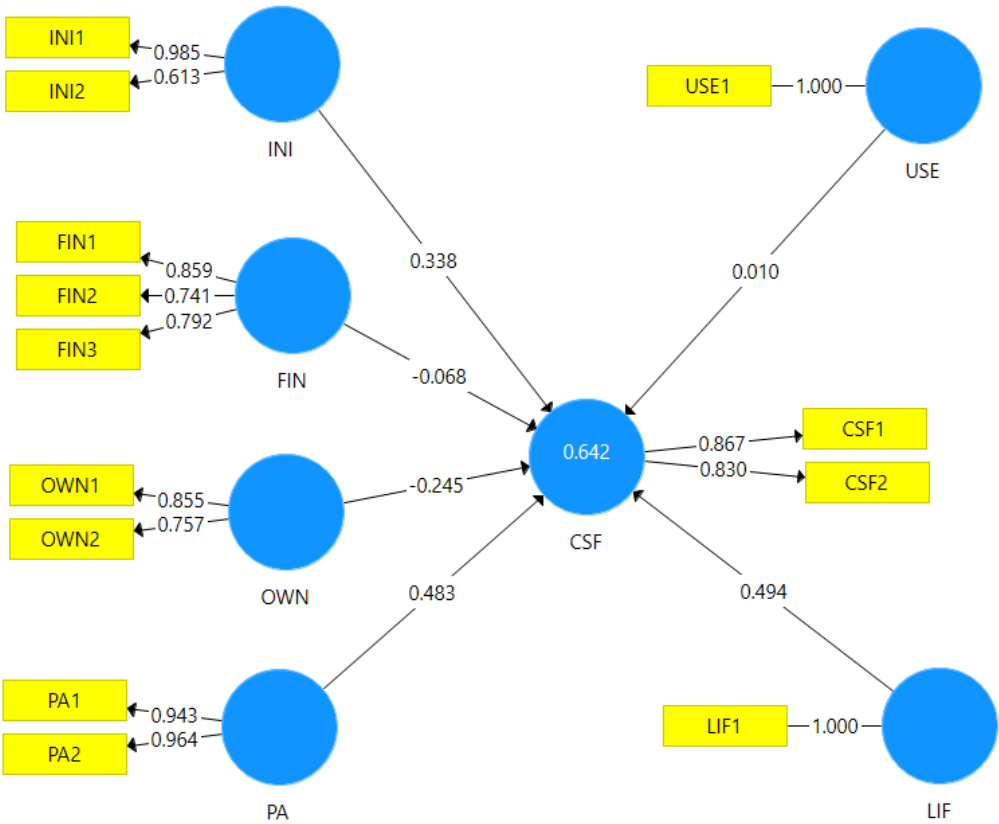 INI1
0.985
INI2
0.613
INI
USE1
1.000
USE
FIN1
0.859
FIN2
0.741
FIN3
0.792
FIN
0.338
0.010
-0.068
OWN1
0.855
OWN2
0.757
OWN
-0.245
0.642
CSF
0.867
CSF1
0.830
CSF2
0.483
0.494
PA1
0.943
PA2
0.964
PA
LIF1
1.000
LIF